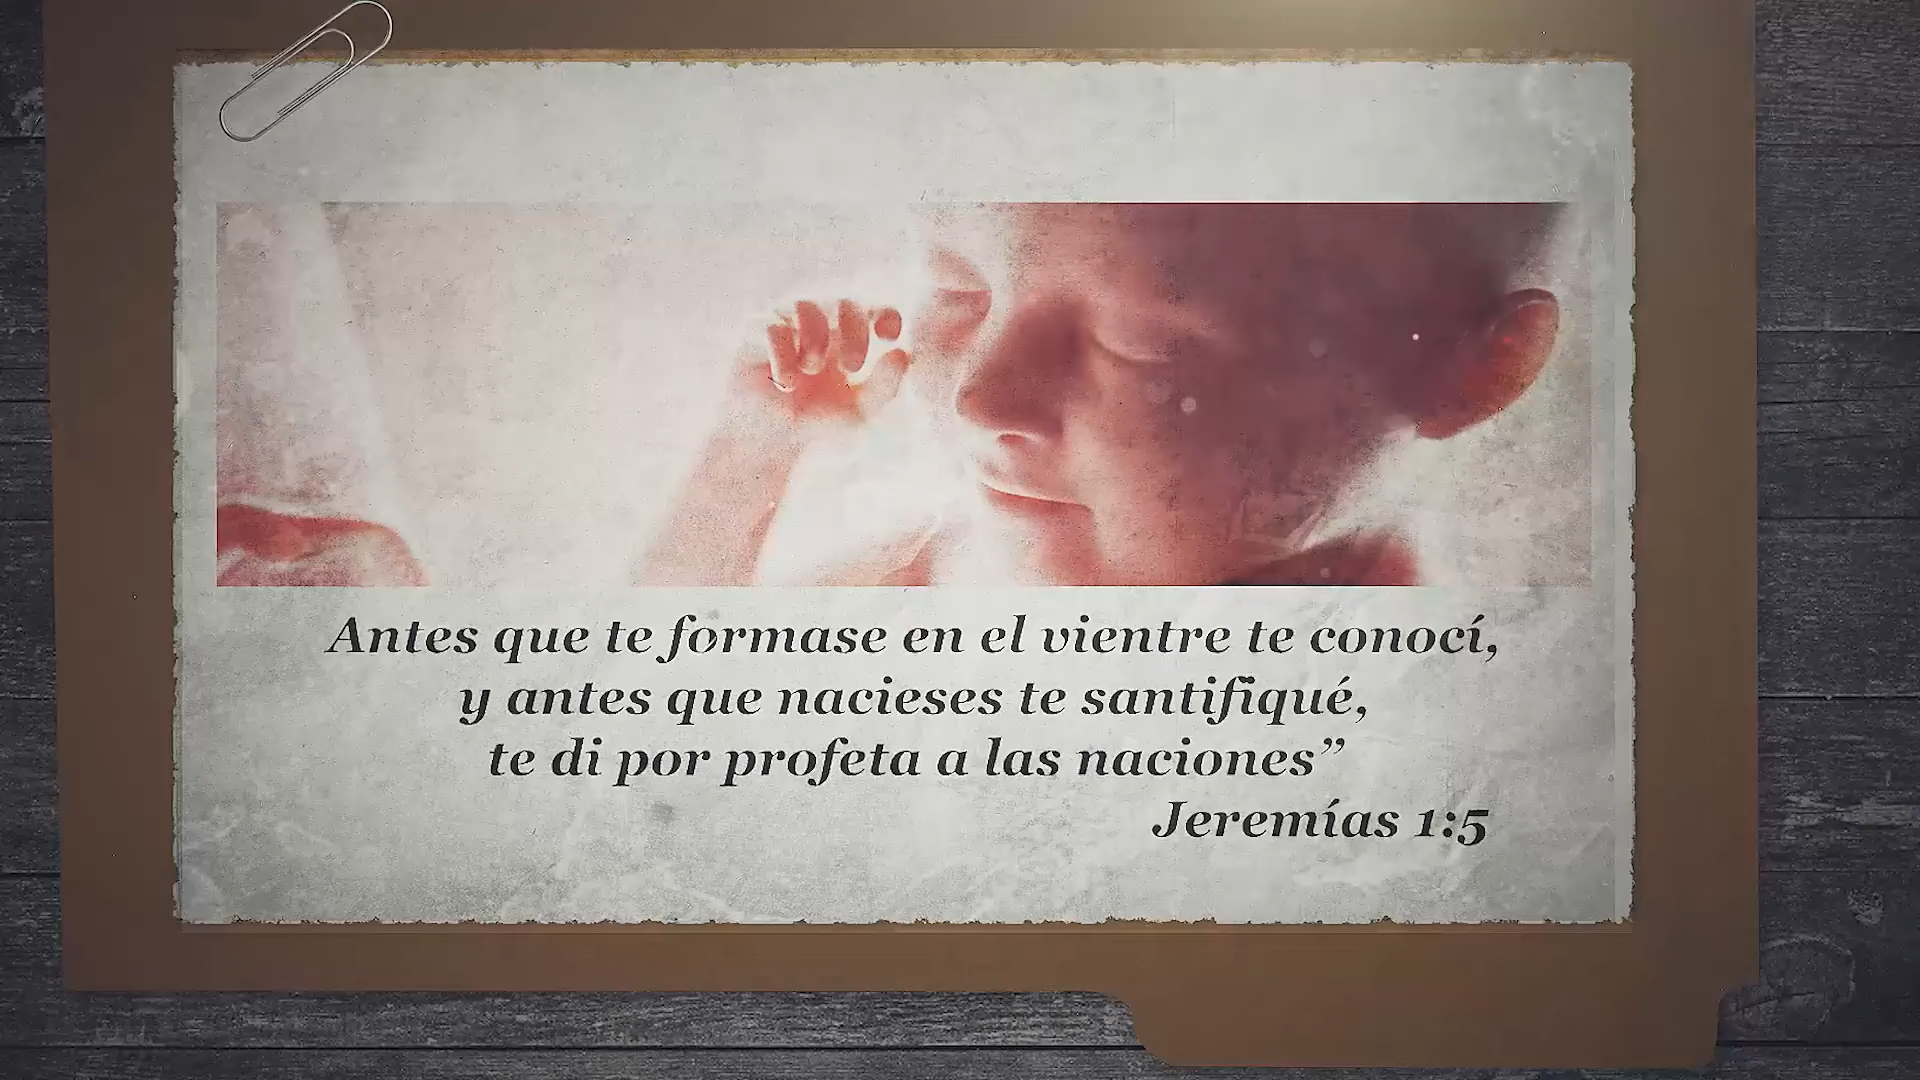 Antes que te formase en el vientre te conocí,
y antes que nacieses te santifiqué,
te di por profeta a las naciones”
Jeremías 1:5